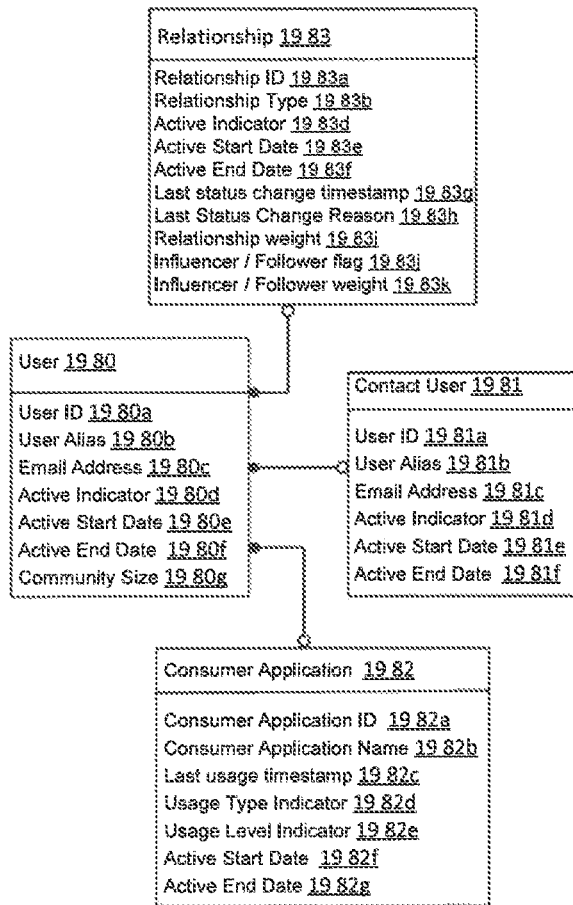 Relationship 19 83
Relationship ID 19 83a
Relationship Type 19 83b
Active Indicator 19 83d
Active Start Date 19 83e
Active End Date 19 83f
Last status change timestamp 19 83g
Last Status Change Reason 19 83h
Relationship weight 19 83i
Influencer / Follower flag 19 83j
Influencer / Follower weight 19 83k
User 19 80
User ID 19 80a
User Alias 19 80b
Email Address 19 80c
Active Indicator 19 80d
Active Start Date 19 80e
Active End Date 19 80f
Community Size 19 80g
Contact User 19 81
User ID 19 81a
User Alias 19 81b
Email Address 19 81c
Active Indicator 19 81d
Active Start Date 19 81e
Active End Date 19 81f
Consumer Application 19 82
Consumer Application ID 19 82a
Consumer Application Name 19 82b
Last usage timestamp 19 82c
Usage Type Indicator 19 82d
Usage Level Indicator 19 82e
Active Start Date 19 82f
Active End Date 19 82g